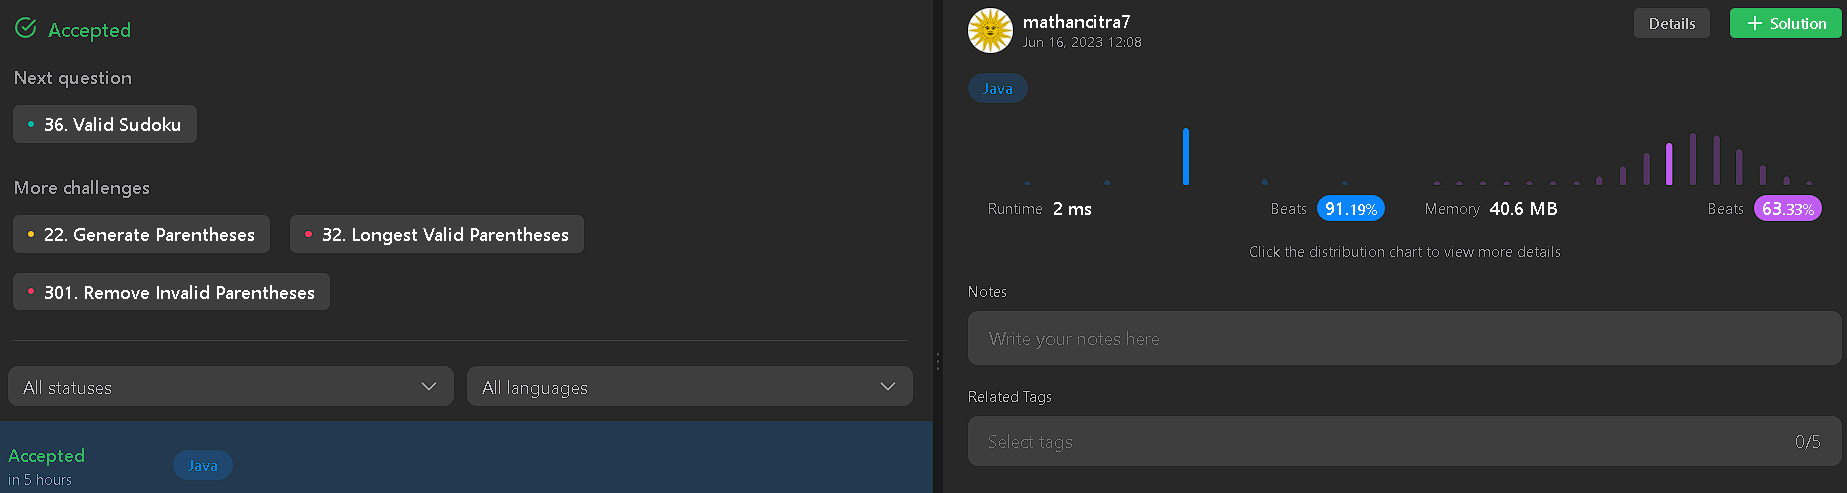 Accepted
Next question
36. Valid Sudoku
More challenges
22. Generate Parentheses
32. Longest Valid Parentheses
301. Remove Invalid Parentheses
All statuses
All languages
Accepted
Java
in 5 hours
mathancitra7
Jun 16, 2023 12:08
Details
Solution
Java
Runtime 2 ms
Beats 91.19%
Memory 40.6 MB
Beats 63.33%
Click the distribution chart to view more details
Notes
Write your notes here
Related Tags
Select tags
0/5